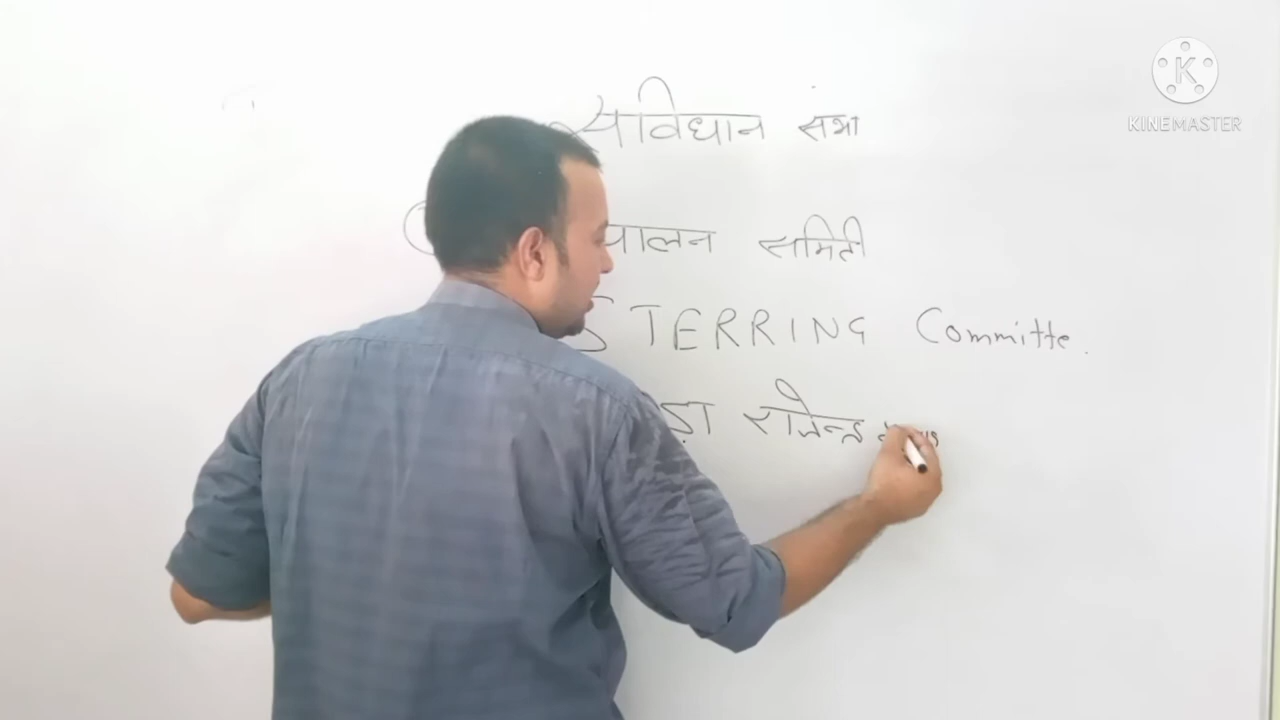 संविधान सभा
पालन समिती
STERRING Committe.
ड़ा राजेन्द्र
KINEMASTER